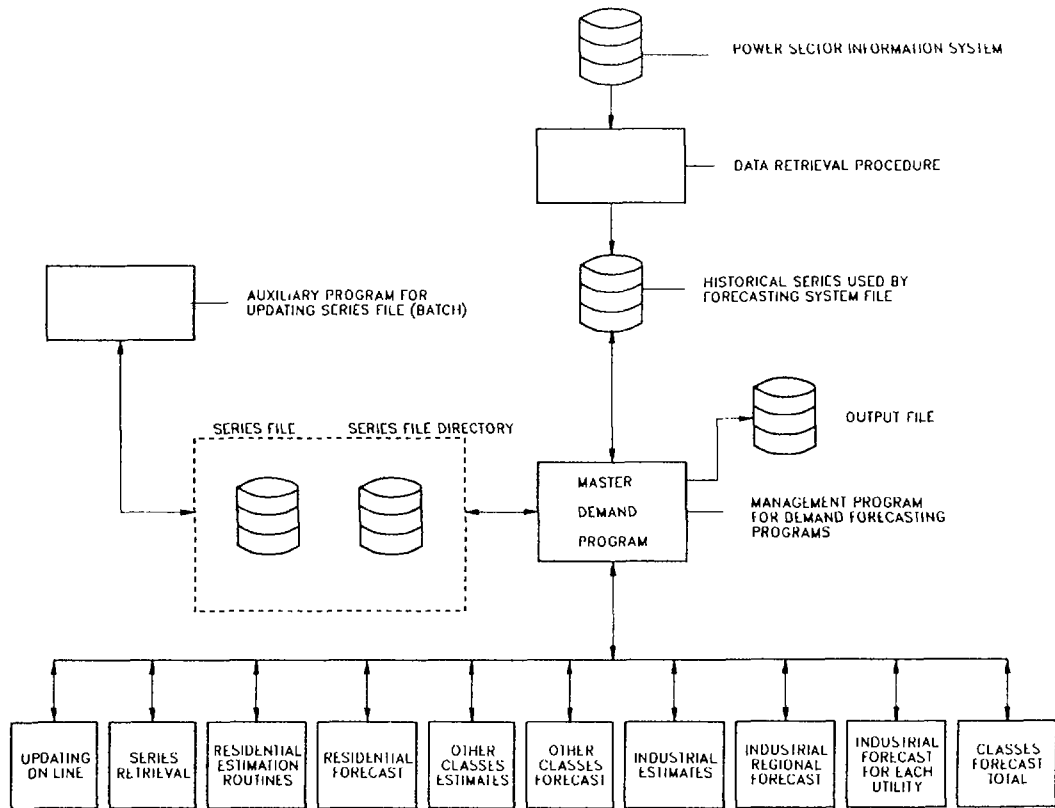 POWER SECTOR INFORMATION SYSTEM
DATA RETRIEVAL PROCEDURE
HISTORICAL SERIES USED BY
FORECASTING SYSTEM FILE
AUXILIARY PROGRAM FOR
UPDATING SERIES FILE (BATCH)
SERIES FILE
SERIES FILE DIRECTORY
OUTPUT FILE
MASTER
DEMAND
PROGRAM
MANAGEMENT PROGRAM
FOR DEMAND FORECASTING
PROGRAMS
UPDATING
ON LINE
SERIES
RETRIEVAL
RESIDENTIAL
ESTIMATION
ROUTINES
RESIDENTIAL
FORECAST
OTHER
CLASSES
ESTIMATES
OTHER
CLASSES
FORECAST
INDUSTRIAL
ESTIMATES
INDUSTRIAL
REGIONAL
FORECAST
INDUSTRIAL
FORECAST
FOR EACH
UTILITY
CLASSES
FORECAST
TOTAL